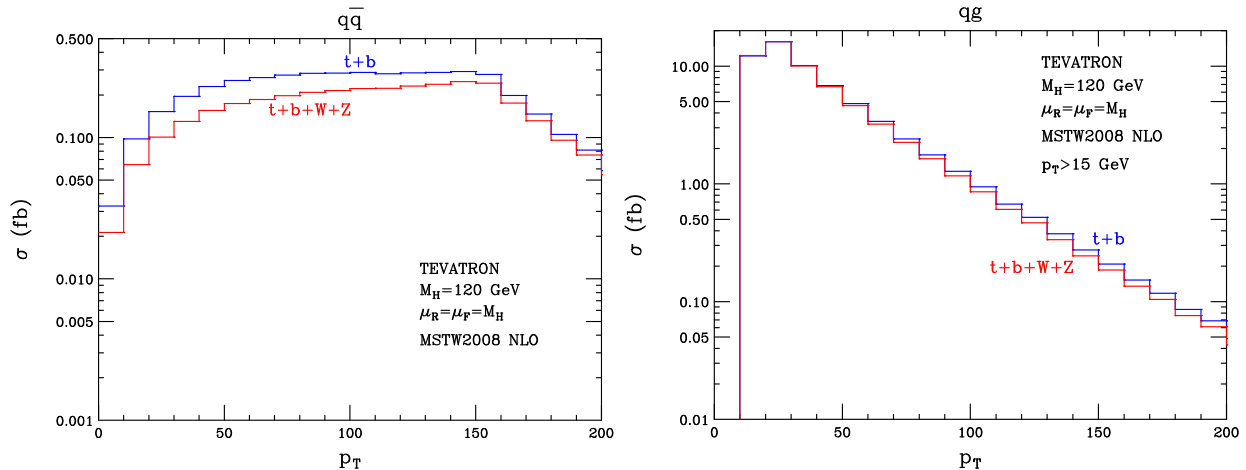 qq̅
0.500
0.100
0.050
0.010
0.005
0.001
σ (fb)
t+b
t+b+W+Z
TEVATRON
M_H=120 GeV
μ_R=μ_F=M_H
MSTW2008 NLO
0 50 100 150 200
p_T
qg
10.00
5.00
1.00
0.50
0.10
0.05
0.01
σ (fb)
TEVATRON
M_H=120 GeV
μ_R=μ_F=M_H
MSTW2008 NLO
p_T>15 GeV
t+b
t+b+W+Z
0 50 100 150 200
p_T